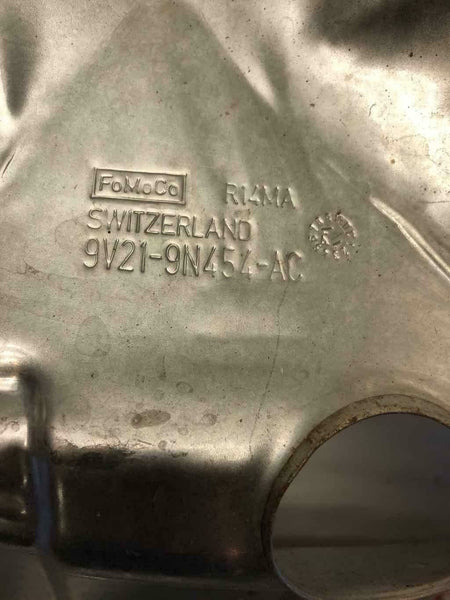 FoMoCo R14MA
SWITZERLAND
9V21-9N454-AC